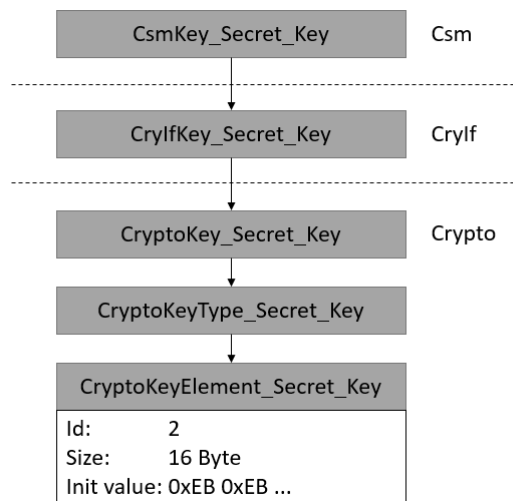 CsmKey_Secret_Key Csm
CryIfKey_Secret_Key CryIf
CryptoKey_Secret_Key Crypto
CryptoKeyType_Secret_Key
CryptoKeyElement_Secret_Key
Id: 2
Size: 16 Byte
Init value: 0xEB 0xEB ...